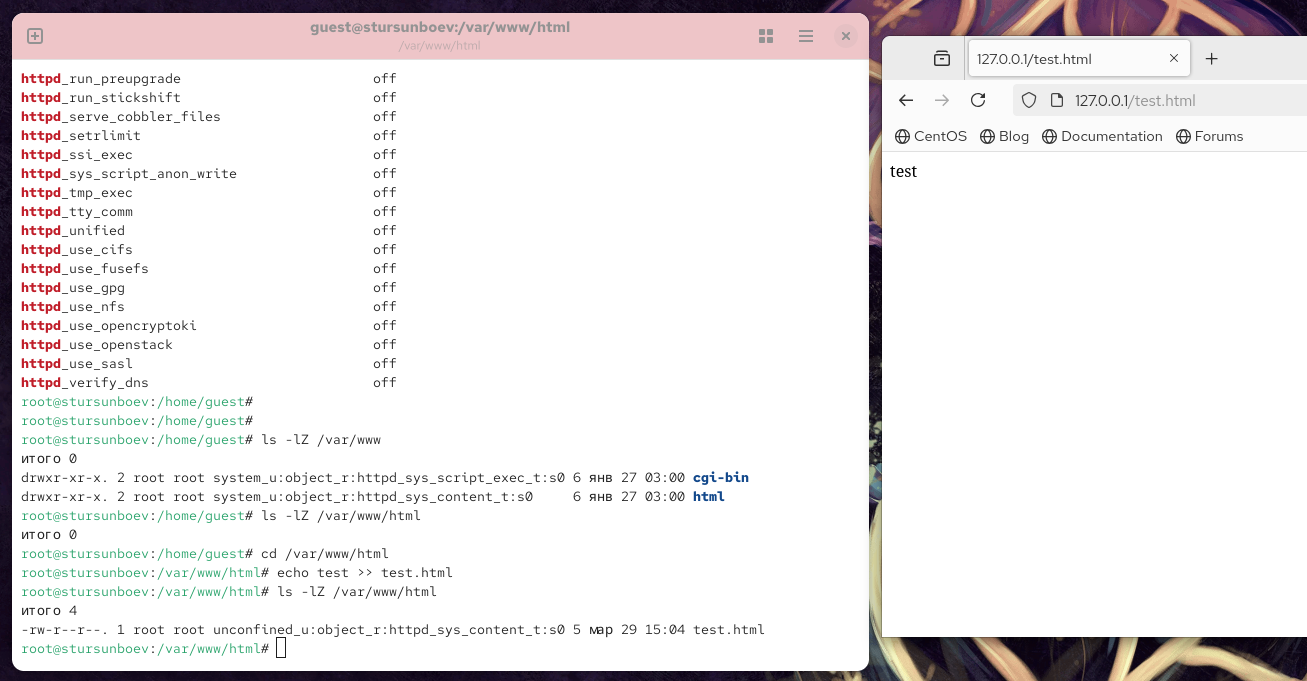 guest@stursunboev:/var/www/html
/var/www/html
httpd_run_preupgrade off
httpd_run_stickshift off
httpd_serve_cobbler_files off
httpd_setrlimit off
httpd_ssi_exec off
httpd_sys_script_anon_write off
httpd_tmp_exec off
httpd_tty_comm off
httpd_unified off
httpd_use_cifs off
httpd_use_fusefs off
httpd_use_gpg off
httpd_use_nfs off
httpd_use_opencryptoki off
httpd_use_openstack off
httpd_use_sasl off
httpd_verify_dns off
root@stursunboev:/home/guest#
root@stursunboev:/home/guest#
root@stursunboev:/home/guest# ls -lZ /var/www
итого 0
drwxr-xr-x. 2 root root system_u:object_r:httpd_sys_script_exec_t:s0 6 янв 27 03:00 cgi-bin
drwxr-xr-x. 2 root root system_u:object_r:httpd_sys_content_t:s0 6 янв 27 03:00 html
root@stursunboev:/home/guest# ls -lZ /var/www/html
итого 0
root@stursunboev:/home/guest# cd /var/www/html
root@stursunboev:/var/www/html# echo test >> test.html
root@stursunboev:/var/www/html# ls -lZ /var/www/html
итого 4
-rw-r--r--. 1 root root unconfined_u:object_r:httpd_sys_content_t:s0 5 мар 29 15:04 test.html
root@stursunboev:/var/www/html#
127.0.0.1/test.html
127.0.0.1/test.html
CentOS Blog Documentation Forums
test